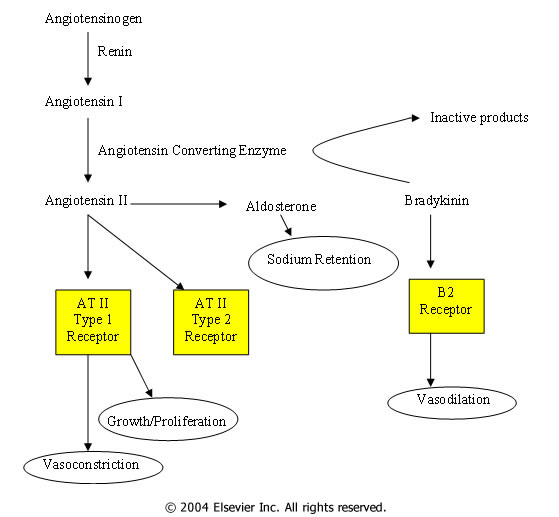 Angiotensinogen
Renin
Angiotensin I
Inactive products
Angiotensin Converting Enzyme
Angiotensin II
Aldosterone
Bradykinin
Sodium Retention
AT II
Type 1
Receptor
AT II
Type 2
Receptor
B2
Receptor
Vasodilation
Growth/Proliferation
Vasoconstriction
© 2004 Elsevier Inc. All rights reserved.